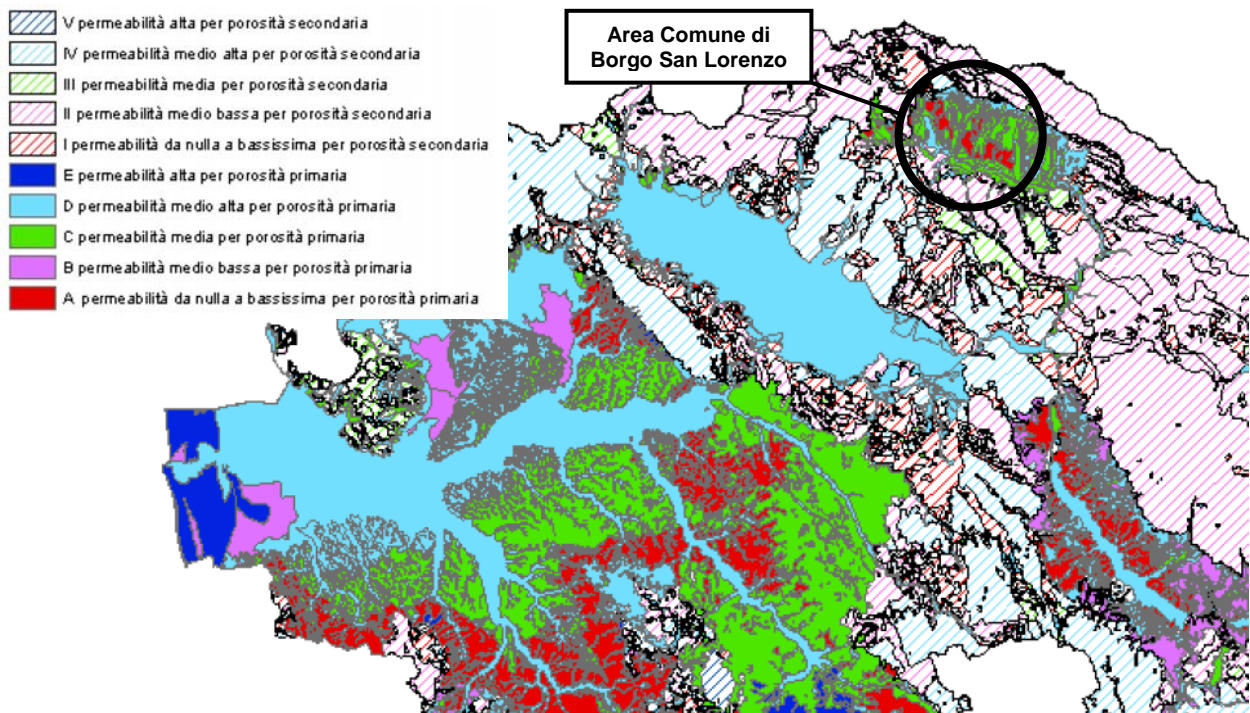 V permeabilità alta per porosità secondaria
IV permeabilità medio alta per porosità secondaria
III permeabilità media per porosità secondaria
II permeabilità medio bassa per porosità secondaria
I permeabilità da nulla a bassissima per porosità secondaria
E permeabilità alta per porosità primaria
D permeabilità medio alta per porosità primaria
C permeabilità media per porosità primaria
B permeabilità medio bassa per porosità primaria
A permeabilità da nulla a bassissima per porosità primaria
Area Comune di
Borgo San Lorenzo